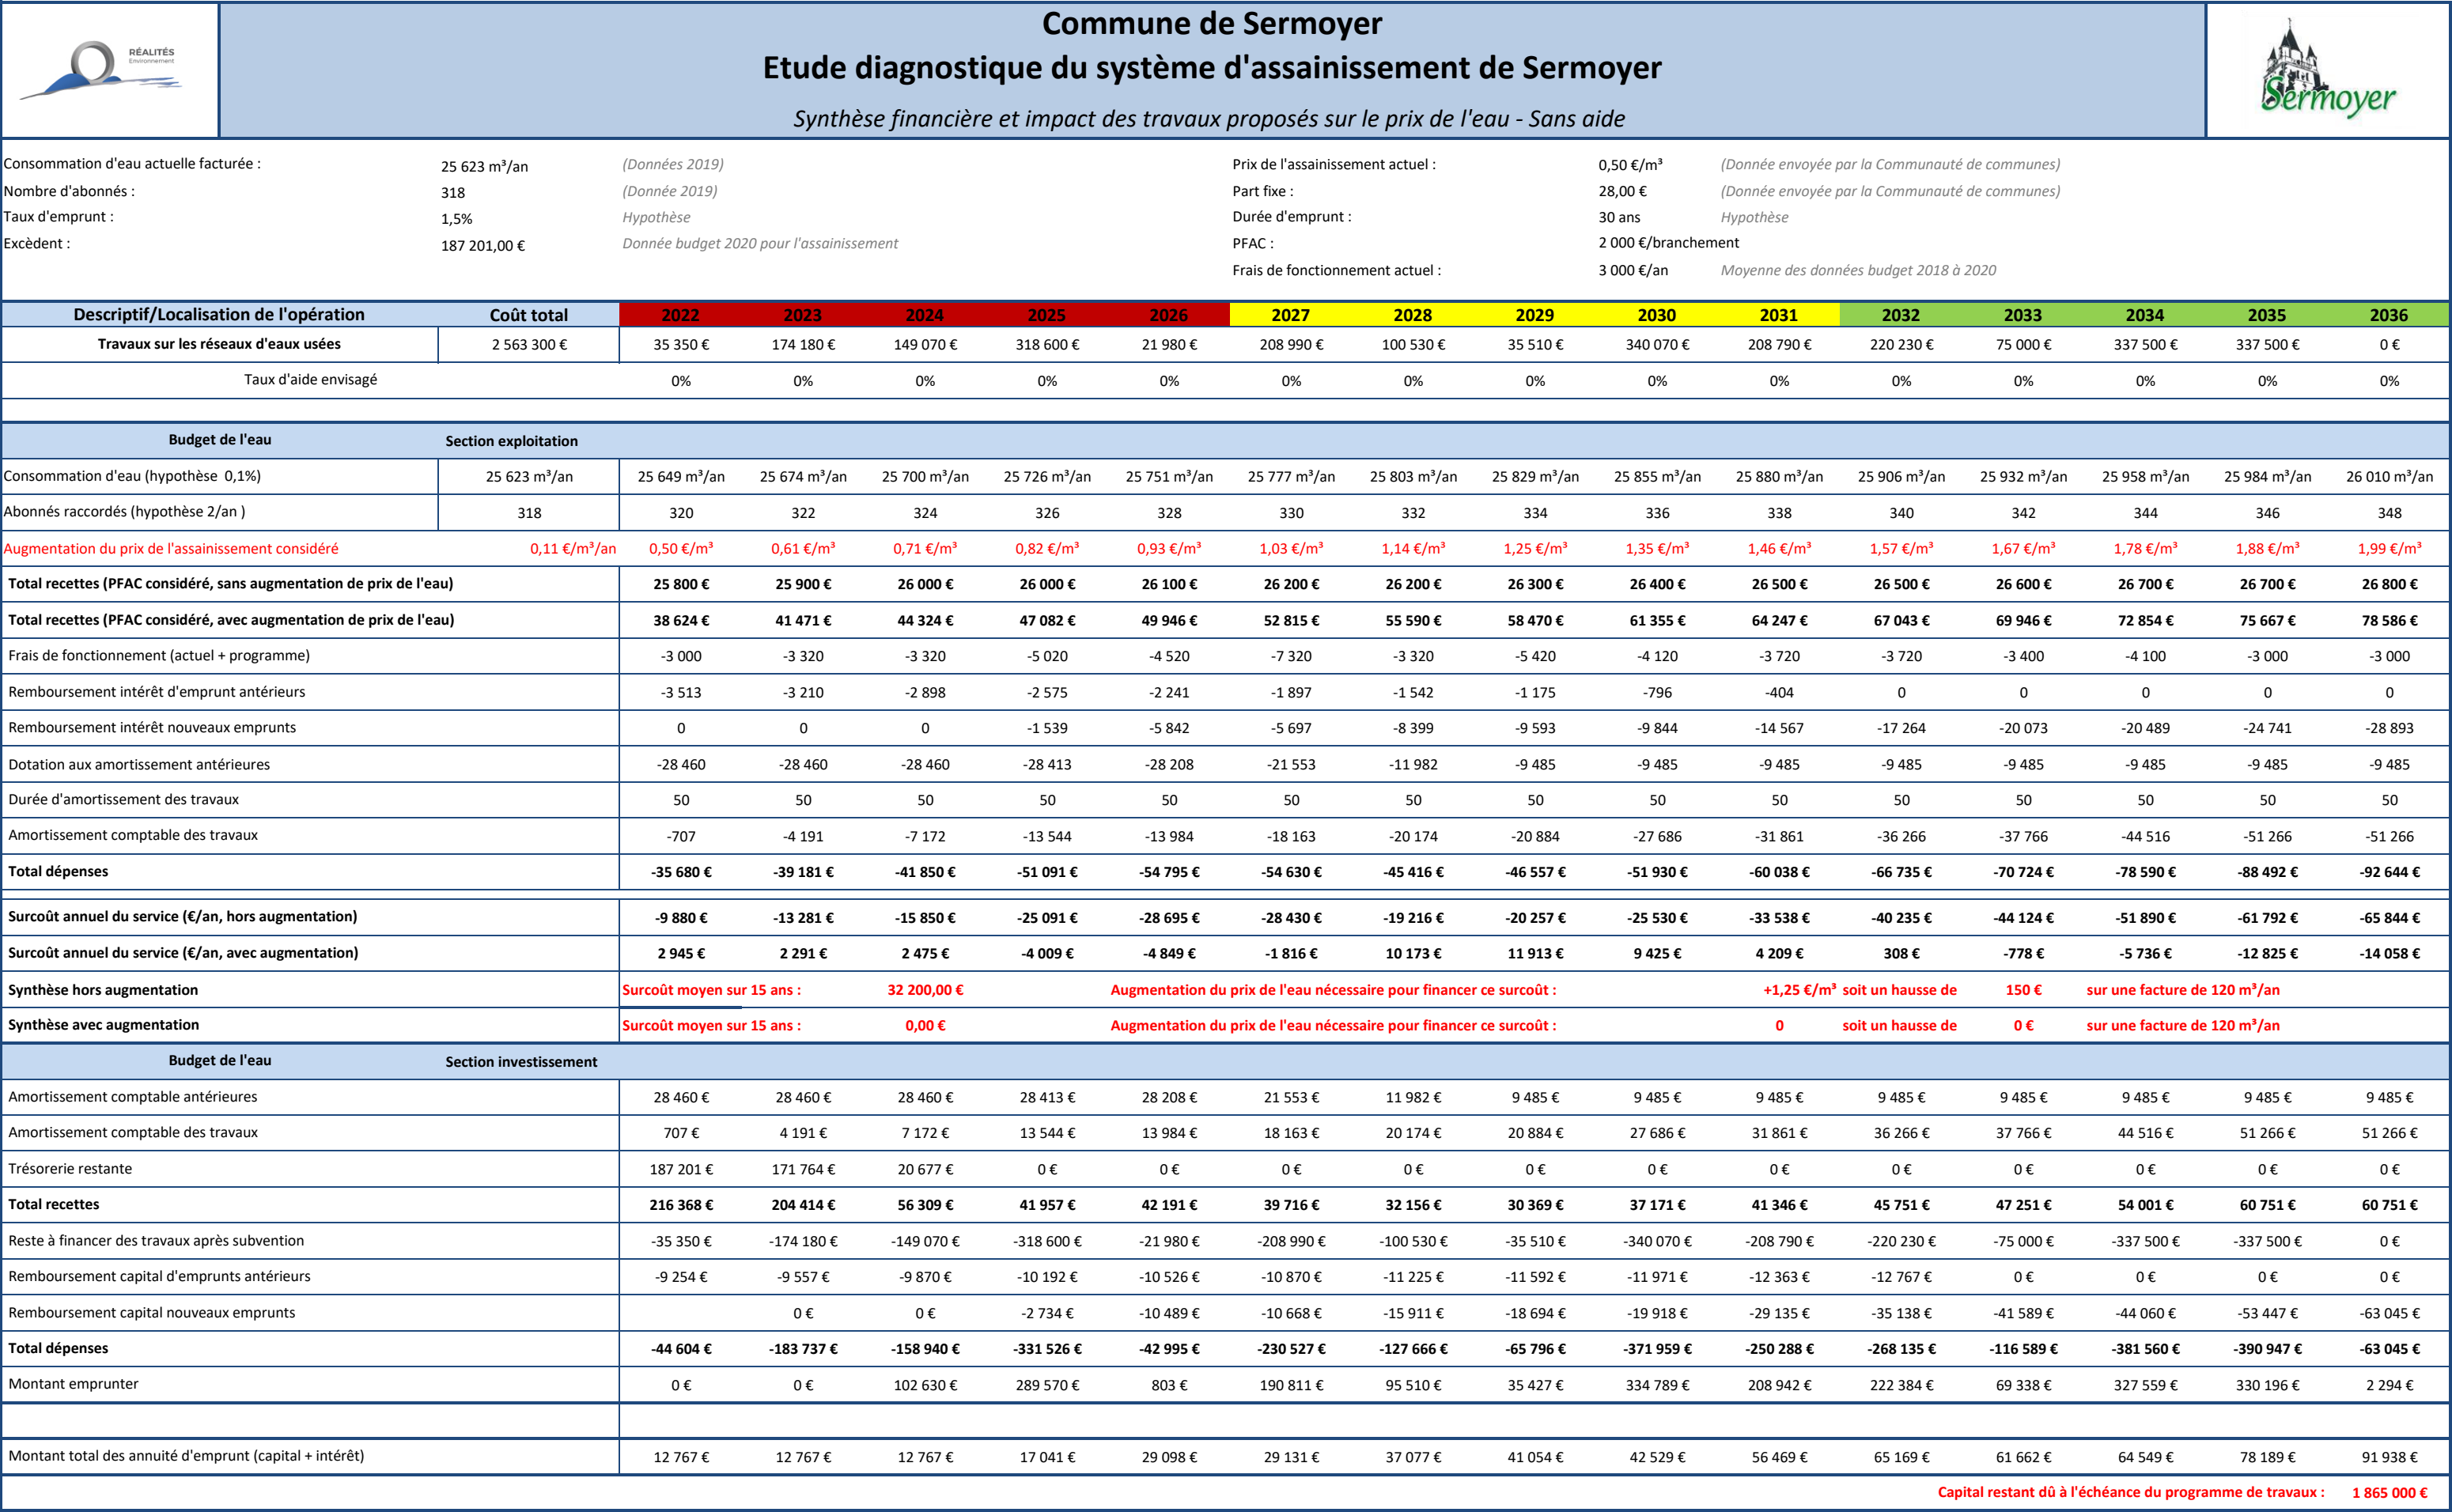 RÉALITÉS
Environnement
Commune de Sermoyer
Etude diagnostique du système d'assainissement de Sermoyer
Synthèse financière et impact des travaux proposés sur le prix de l'eau - Sans aide
Sermoyer
Consommation d'eau actuelle facturée : 25 623 m³/an (Données 2019) Prix de l'assainissement actuel : 0,50 €/m³ (Donnée envoyée par la Communauté de communes)
Nombre d'abonnés : 318 (Donnée 2019) Part fixe : 28,00 € (Donnée envoyée par la Communauté de communes)
Taux d'emprunt : 1,5% Hypothèse Durée d'emprunt : 30 ans Hypothèse
Excèdent : 187 201,00 € Donnée budget 2020 pour l'assainissement PFAC : 2 000 €/branchement
Frais de fonctionnement actuel : 3 000 €/an Moyenne des données budget 2018 à 2020
Descriptif/Localisation de l'opération Coût total 2022 2023 2024 2025 2026 2027 2028 2029 2030 2031 2032 2033 2034 2035 2036
Travaux sur les réseaux d'eaux usées 2 563 300 € 35 350 € 174 180 € 149 070 € 318 600 € 21 980 € 208 990 € 100 530 € 35 510 € 340 070 € 208 790 € 220 230 € 75 000 € 337 500 € 337 500 € 0 €
Taux d'aide envisagé 0% 0% 0% 0% 0% 0% 0% 0% 0% 0% 0% 0% 0% 0% 0%
Budget de l'eau Section exploitation
Consommation d'eau (hypothèse 0,1%) 25 623 m³/an 25 649 m³/an 25 674 m³/an 25 700 m³/an 25 726 m³/an 25 751 m³/an 25 777 m³/an 25 803 m³/an 25 829 m³/an 25 855 m³/an 25 880 m³/an 25 906 m³/an 25 932 m³/an 25 958 m³/an 25 984 m³/an 26 010 m³/an
Abonnés raccordés (hypothèse 2/an ) 318 320 322 324 326 328 330 332 334 336 338 340 342 344 346 348
Augmentation du prix de l'assainissement considéré 0,11 €/m³/an 0,50 €/m³ 0,61 €/m³ 0,71 €/m³ 0,82 €/m³ 0,93 €/m³ 1,03 €/m³ 1,14 €/m³ 1,25 €/m³ 1,35 €/m³ 1,46 €/m³ 1,57 €/m³ 1,67 €/m³ 1,78 €/m³ 1,88 €/m³ 1,99 €/m³
Total recettes (PFAC considéré, sans augmentation de prix de l'eau) 25 800 € 25 900 € 26 000 € 26 000 € 26 100 € 26 200 € 26 200 € 26 300 € 26 400 € 26 500 € 26 500 € 26 600 € 26 700 € 26 700 € 26 800 €
Total recettes (PFAC considéré, avec augmentation de prix de l'eau) 38 624 € 41 471 € 44 324 € 47 082 € 49 946 € 52 815 € 55 590 € 58 470 € 61 355 € 64 247 € 67 043 € 69 946 € 72 854 € 75 667 € 78 586 €
Frais de fonctionnement (actuel + programme) -3 000 -3 320 -3 320 -5 020 -4 520 -7 320 -3 320 -5 420 -4 120 -3 720 -3 720 -3 400 -4 100 -3 000 -3 000
Remboursement intérêt d'emprunt antérieurs -3 513 -3 210 -2 898 -2 575 -2 241 -1 897 -1 542 -1 175 -796 -404 0 0 0 0 0
Remboursement intérêt nouveaux emprunts 0 0 0 -1 539 -5 842 -5 697 -8 399 -9 593 -9 844 -14 567 -17 264 -20 073 -20 489 -24 741 -28 893
Dotation aux amortissement antérieures -28 460 -28 460 -28 460 -28 413 -28 208 -21 553 -11 982 -9 485 -9 485 -9 485 -9 485 -9 485 -9 485 -9 485 -9 485
Durée d'amortissement des travaux 50 50 50 50 50 50 50 50 50 50 50 50 50 50 50
Amortissement comptable des travaux -707 -4 191 -7 172 -13 544 -13 984 -18 163 -20 174 -20 884 -27 686 -31 861 -36 266 -37 766 -44 516 -51 266 -51 266
Total dépenses -35 680 € -39 181 € -41 850 € -51 091 € -54 795 € -54 630 € -45 416 € -46 557 € -51 930 € -60 038 € -66 735 € -70 724 € -78 590 € -88 492 € -92 644 €
Surcoût annuel du service (€/an, hors augmentation) -9 880 € -13 281 € -15 850 € -25 091 € -28 695 € -28 430 € -19 216 € -20 257 € -25 530 € -33 538 € -40 235 € -44 124 € -51 890 € -61 792 € -65 844 €
Surcoût annuel du service (€/an, avec augmentation) 2 945 € 2 291 € 2 475 € -4 009 € -4 849 € -1 816 € 10 173 € 11 913 € 9 425 € 4 209 € 308 € -778 € -5 736 € -12 825 € -14 058 €
Synthèse hors augmentation Surcoût moyen sur 15 ans : 32 200,00 € Augmentation du prix de l'eau nécessaire pour financer ce surcoût : +1,25 €/m³ soit un hausse de 150 € sur une facture de 120 m³/an
Synthèse avec augmentation Surcoût moyen sur 15 ans : 0,00 € Augmentation du prix de l'eau nécessaire pour financer ce surcoût : 0 soit un hausse de 0 € sur une facture de 120 m³/an
Budget de l'eau Section investissement
Amortissement comptable antérieures 28 460 € 28 460 € 28 460 € 28 413 € 28 208 € 21 553 € 11 982 € 9 485 € 9 485 € 9 485 € 9 485 € 9 485 € 9 485 € 9 485 € 9 485 €
Amortissement comptable des travaux 707 € 4 191 € 7 172 € 13 544 € 13 984 € 18 163 € 20 174 € 20 884 € 27 686 € 31 861 € 36 266 € 37 766 € 44 516 € 51 266 € 51 266 €
Trésorerie restante 187 201 € 171 764 € 20 677 € 0 € 0 € 0 € 0 € 0 € 0 € 0 € 0 € 0 € 0 € 0 € 0 €
Total recettes 216 368 € 204 414 € 56 309 € 41 957 € 42 191 € 39 716 € 32 156 € 30 369 € 37 171 € 41 346 € 45 751 € 47 251 € 54 001 € 60 751 € 60 751 €
Reste à financer des travaux après subvention -35 350 € -174 180 € -149 070 € -318 600 € -21 980 € -208 990 € -100 530 € -35 510 € -340 070 € -208 790 € -220 230 € -75 000 € -337 500 € -337 500 € 0 €
Remboursement capital d'emprunts antérieurs -9 254 € -9 557 € -9 870 € -10 192 € -10 526 € -10 870 € -11 225 € -11 592 € -11 971 € -12 363 € -12 767 € 0 € 0 € 0 € 0 €
Remboursement capital nouveaux emprunts 0 € 0 € -2 734 € -10 489 € -10 668 € -15 911 € -18 694 € -19 918 € -29 135 € -35 138 € -41 589 € -44 060 € -53 447 € -63 045 €
Total dépenses -44 604 € -183 737 € -158 940 € -331 526 € -42 995 € -230 527 € -127 666 € -65 796 € -371 959 € -250 288 € -268 135 € -116 589 € -381 560 € -390 947 € -63 045 €
Montant emprunter 0 € 0 € 102 630 € 289 570 € 803 € 190 811 € 95 510 € 35 427 € 334 789 € 208 942 € 222 384 € 69 338 € 327 559 € 330 196 € 2 294 €
Montant total des annuité d'emprunt (capital + intérêt) 12 767 € 12 767 € 12 767 € 17 041 € 29 098 € 29 131 € 37 077 € 41 054 € 42 529 € 56 469 € 65 169 € 61 662 € 64 549 € 78 189 € 91 938 €
Capital restant dû à l'échéance du programme de travaux : 1 865 000 €